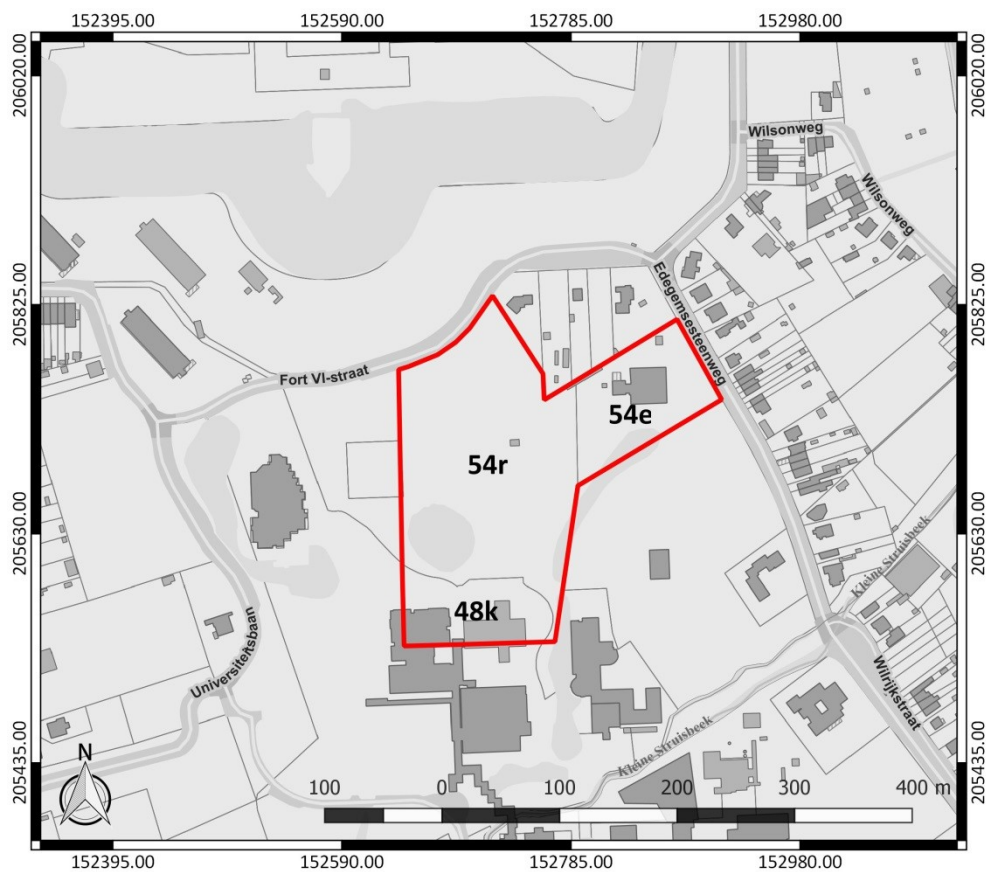 152395.00 152590.00 152785.00 152980.00
206020.00 206020.00
Wilsonweg
Wilsonweg
Edegemsesteenweg
205825.00 205825.00
Fort VI-straat
54e
54r
205630.00 205630.00
Kleine Struisbeek
48k
Universiteitsbaan
Wilrijkstraat
Kleine Struisbeek
205435.00 205435.00
N
100 0 100 200 300 400 m
152395.00 152590.00 152785.00 152980.00